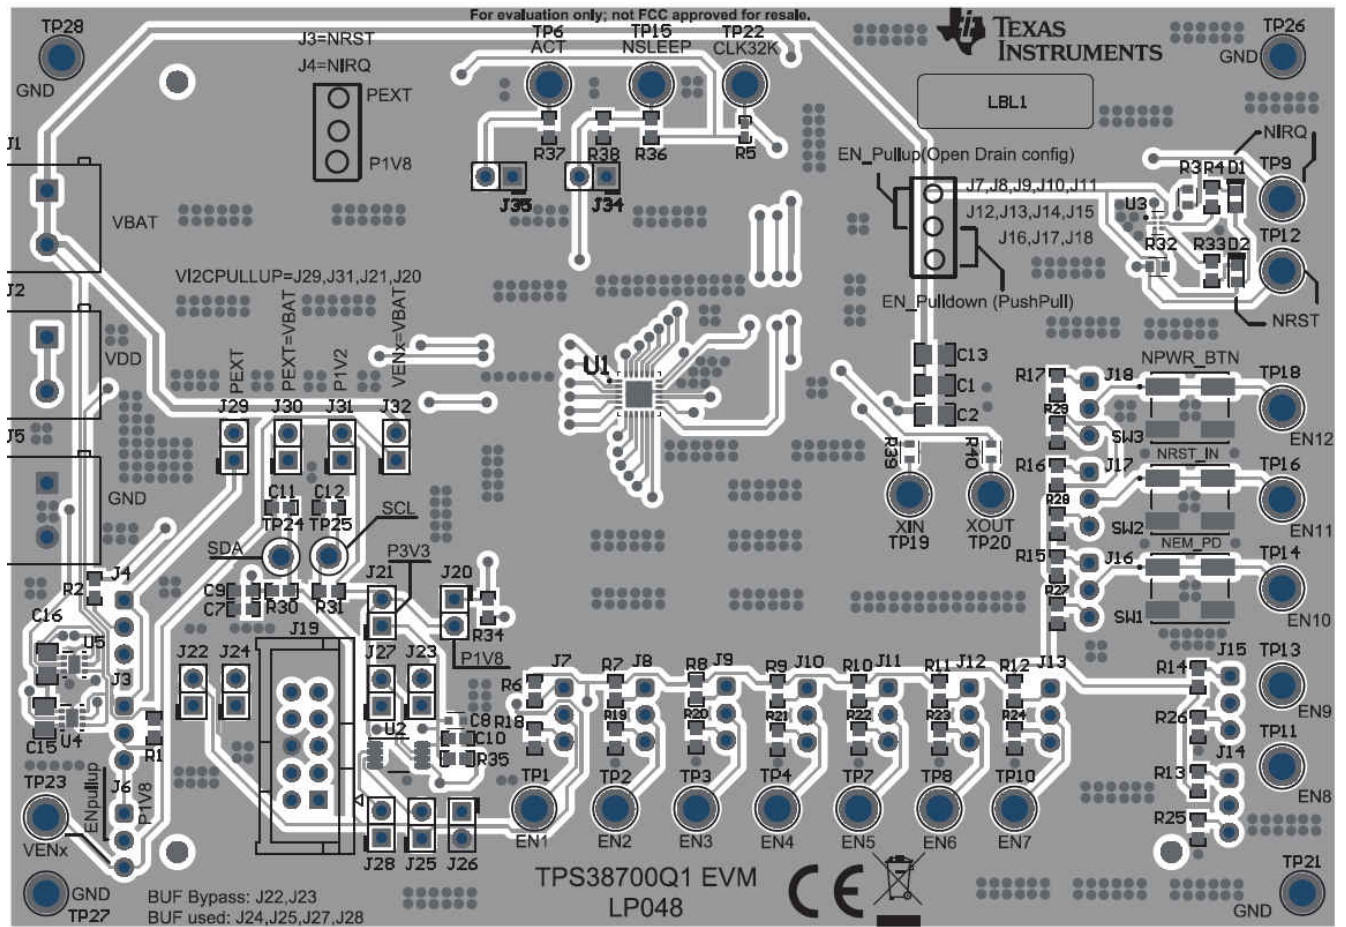 For evaluation only; not FCC approved for resale.
TP28
GND
J3=NRST
J4=NIRQ
PEXT
P1V8
TP6
ACT
TP15
NSLEEP
TP22
CLK32K
TEXAS
INSTRUMENTS
TP26
GND
LBL1
R37
R38
R36
R5
J35
J34
EN_Pullup(Open Drain config)
J7,J8,J9,J10,J11
J12,J13,J14,J15
J16,J17,J18
EN_Pulldown (PushPull)
NIRQ
R3
R4
D1
TP9
U3
TP12
R32
R33
D2
NRST
J1
VBAT
VI2CPULLUP=J29,J31,J21,J20
J2
VDD
J5
GND
PEXT
PEXT=VBAT
P1V2
VENx=VBAT
J29
J30
J31
J32
U1
C13
C1
C2
R39
R40
XIN
TP19
XOUT
TP20
R17
J18
NPWR_BTN
TP18
R29
SW3
EN12
R16
J17
NRST_IN
TP16
R28
SW2
EN11
R15
J16
NEM_PD
TP14
R27
SW1
EN10
C11
C12
TP24
TP25
SCL
SDA
P3V3
R2
J4
C9
C7
R30
R31
J21
J20
R34
P1V8
C16
U5
J3
C15
U4
R1
J22
J24
J19
J27
J23
U2
C8
C10
R35
R6
J7
R7
J8
R8
J9
R9
J10
R10
J11
R11
J12
R12
J13
R18
R19
R20
R21
R22
R23
R24
R14
J15
TP13
R26
EN9
J14
TP11
R13
EN8
R25
TP23
VENx
ENpullup
J6
P1V8
J28
J25
J26
TP1
EN1
TP2
EN2
TP3
EN3
TP4
EN4
TP7
EN5
TP8
EN6
TP10
EN7
TP21
GND
GND
TP27
BUF Bypass: J22,J23
BUF used: J24,J25,J27,J28
TPS38700Q1 EVM
LP048
CE